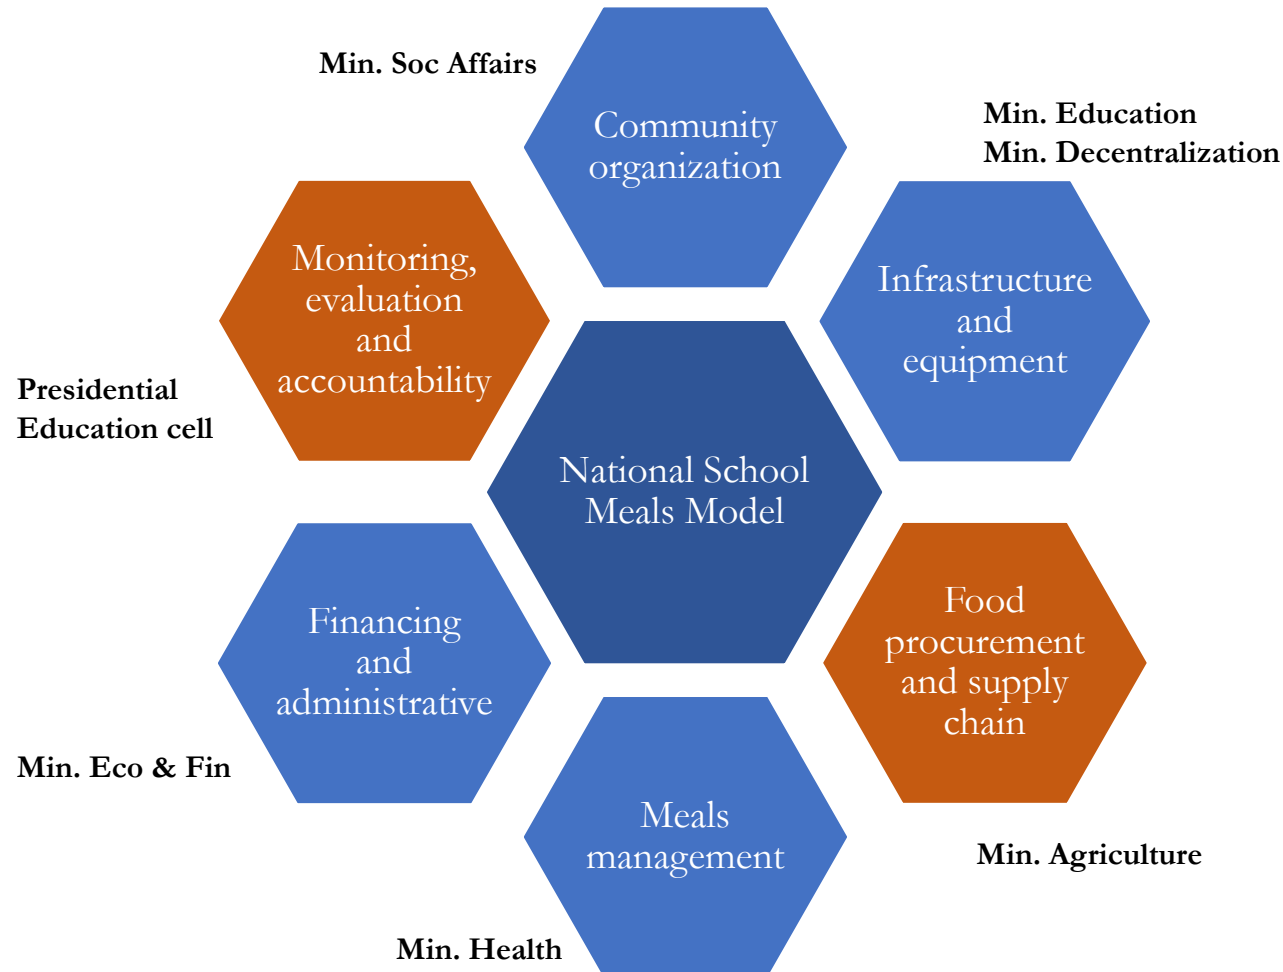 Min. Soc Affairs
Community
organization
Min. Education
Min. Decentralization
Monitoring,
evaluation
and
accountability
Infrastructure
and
equipment
Presidential
Education cell
National School
Meals Model
Financing
and
administrative
Food
procurement
and supply
chain
Min. Eco & Fin
Meals
management
Min. Agriculture
Min. Health